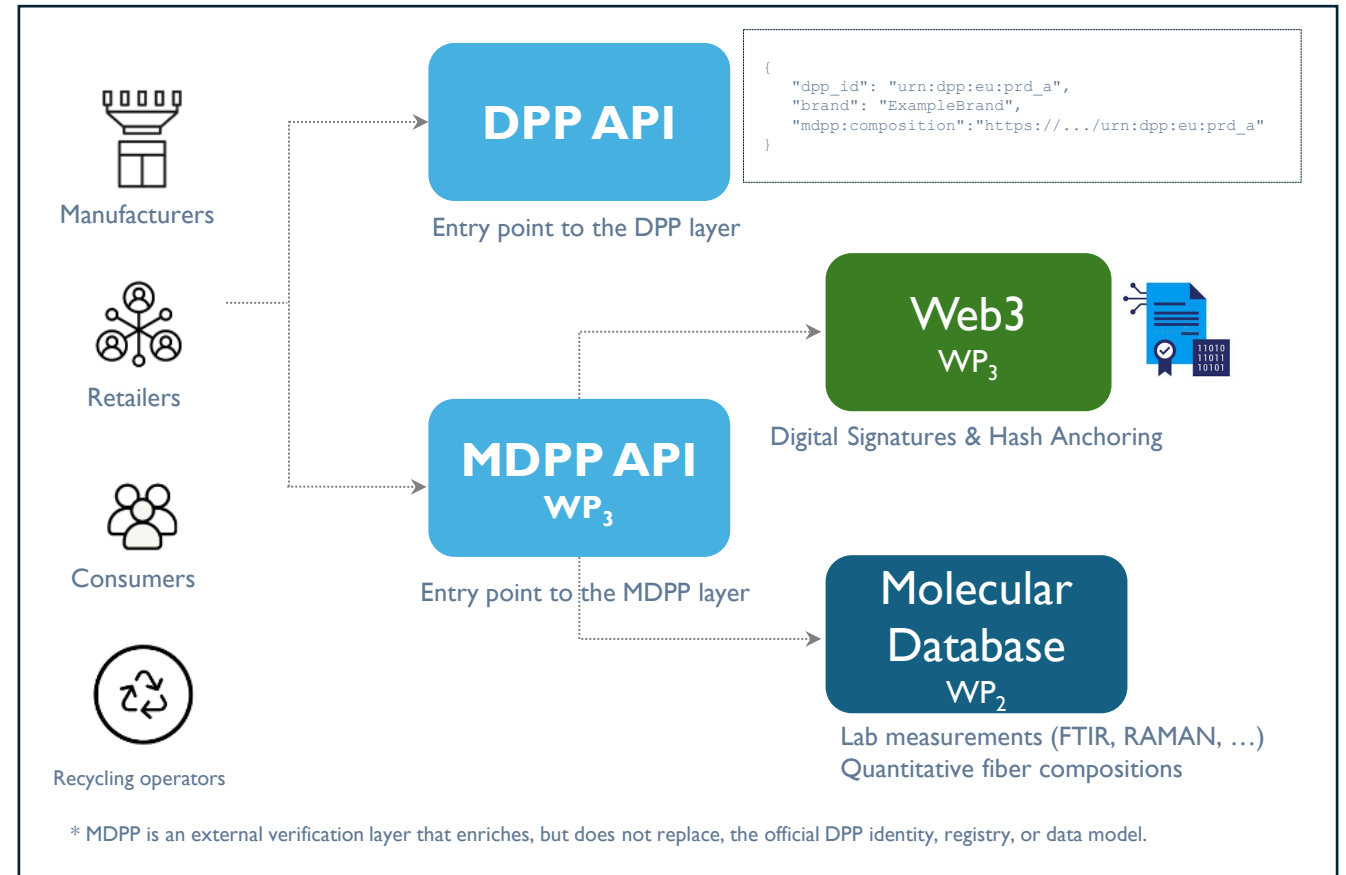 Manufacturers
Retailers
Consumers
Recycling operators
DPP API
Entry point to the DPP layer
{
"dpp_id": "urn:dpp:eu:prd_a",
"brand": "ExampleBrand",
"mdpp:composition":"https://.../urn:dpp:eu:prd_a"
}
MDPP API
WP3
Entry point to the MDPP layer
Web3
WP3
11010
11011
10101
Digital Signatures & Hash Anchoring
Molecular
Database
WP2
Lab measurements (FTIR, RAMAN, …)
Quantitative fiber compositions
* MDPP is an external verification layer that enriches, but does not replace, the official DPP identity, registry, or data model.